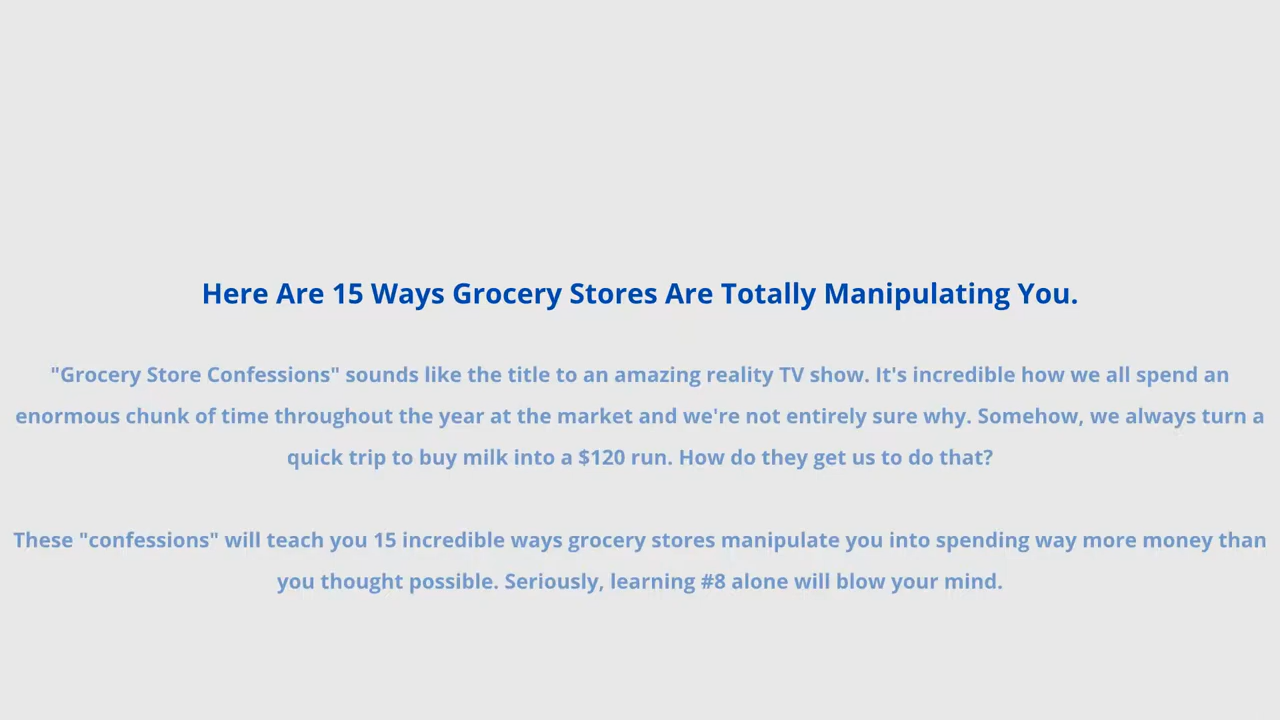 Here Are 15 Ways Grocery Stores Are Totally Manipulating You.
"Grocery Store Confessions" sounds like the title to an amazing reality TV show. It's incredible how we all spend an
enormous chunk of time throughout the year at the market and we're not entirely sure why. Somehow, we always turn a
quick trip to buy milk into a $120 run. How do they get us to do that?
These "confessions" will teach you 15 incredible ways grocery stores manipulate you into spending way more money than
you thought possible. Seriously, learning #8 alone will blow your mind.